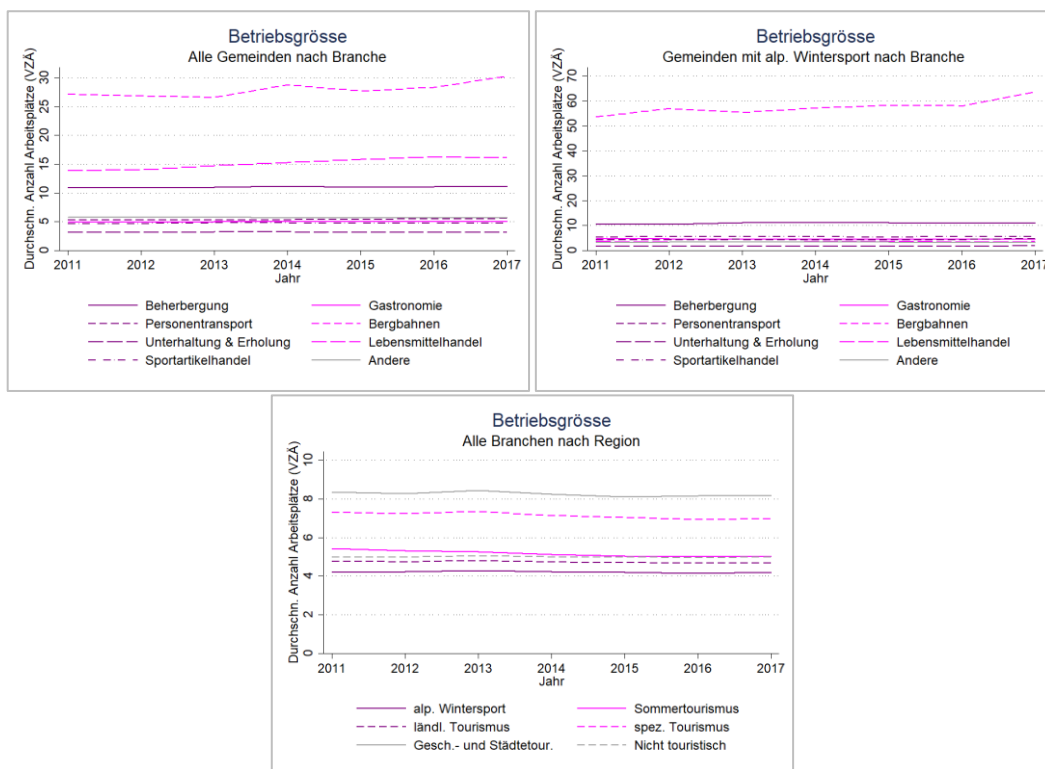 Betriebsgrösse
Alle Gemeinden nach Branche
Durchschn. Anzahl Arbeitsplätze (VZÄ)
30
25
20
15
10
5
0
2011 2012 2013 2014 2015 2016 2017
Jahr
Beherbergung Gastronomie
Personentransport Bergbahnen
Unterhaltung & Erholung Lebensmittelhandel
Sportartikelhandel Andere
Betriebsgrösse
Gemeinden mit alp. Wintersport nach Branche
Durchschn. Anzahl Arbeitsplätze (VZÄ)
70
60
50
40
30
20
10
0
2011 2012 2013 2014 2015 2016 2017
Jahr
Beherbergung Gastronomie
Personentransport Bergbahnen
Unterhaltung & Erholung Lebensmittelhandel
Sportartikelhandel Andere
Betriebsgrösse
Alle Branchen nach Region
Durchschn. Anzahl Arbeitsplätze (VZÄ)
10
8
6
4
2
0
2011 2012 2013 2014 2015 2016 2017
Jahr
alp. Wintersport Sommertourismus
ländl. Tourismus spez. Tourismus
Gesch.- und Städtetour. Nicht touristisch